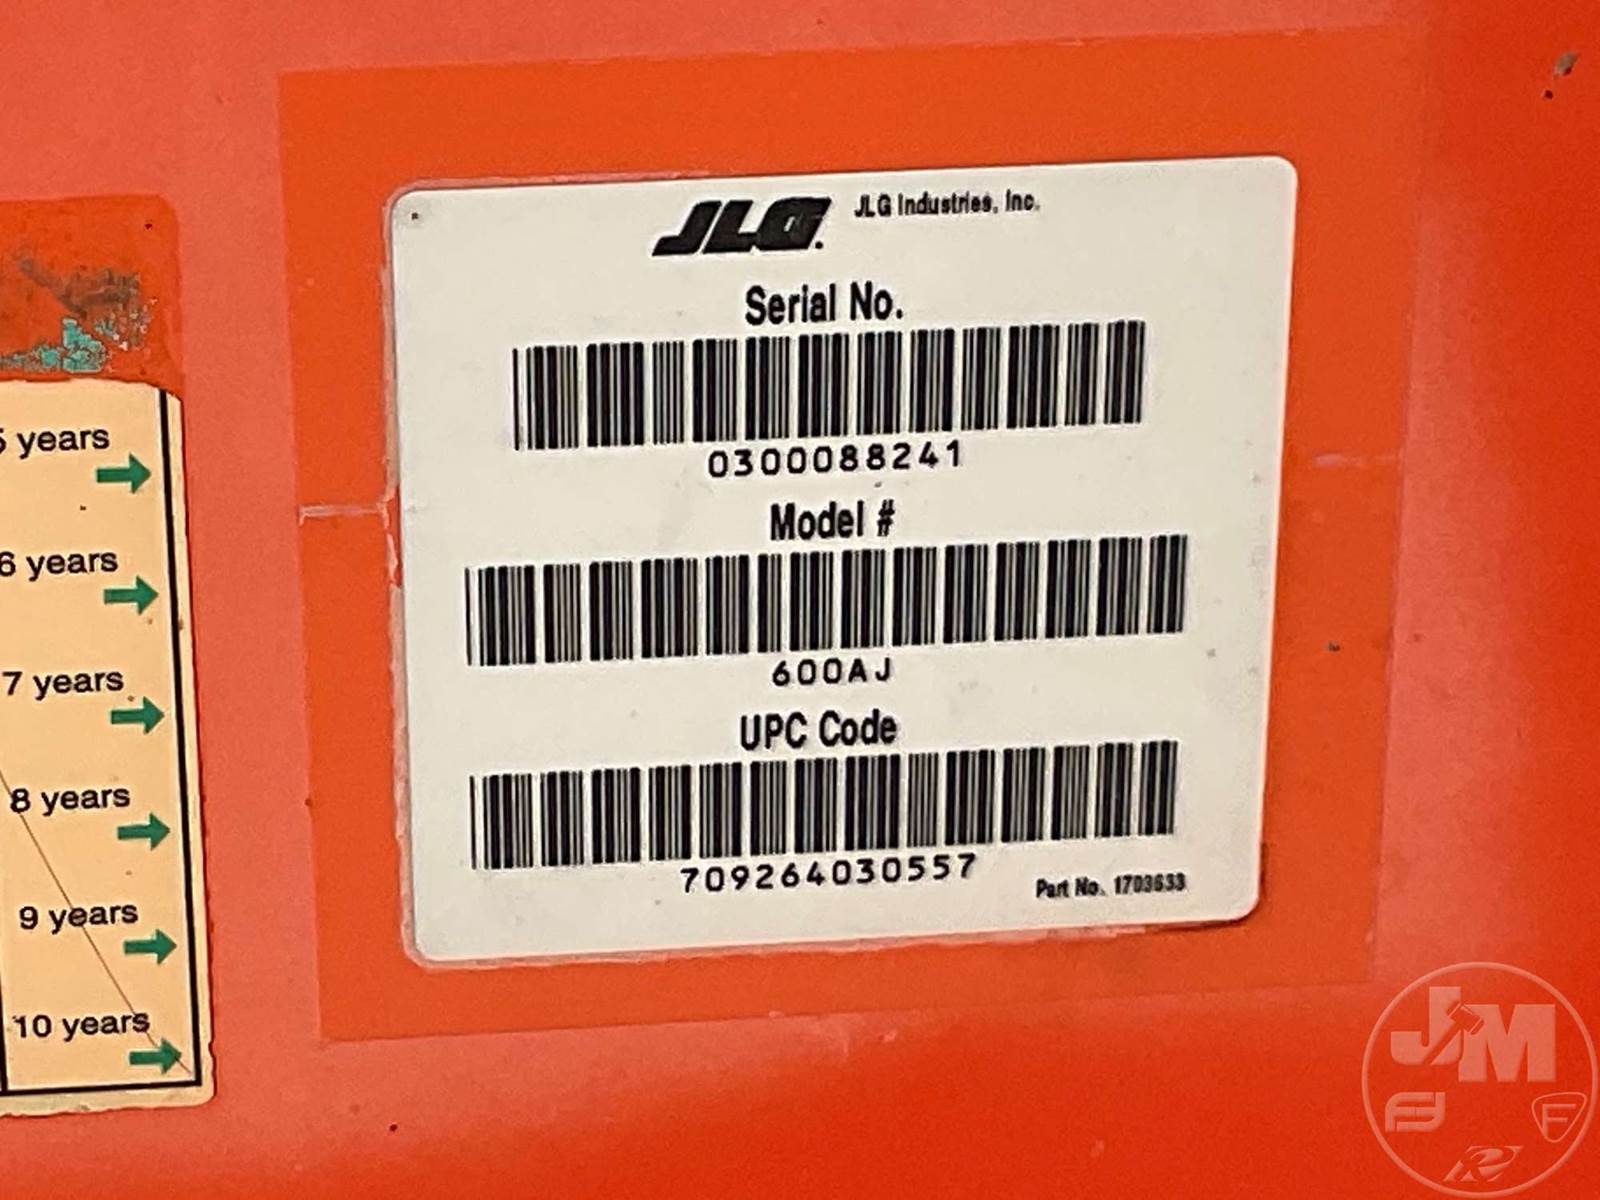 JLG.
JLG Industries, Inc.
Serial No.
0300088241
Model #
600AJ
UPC Code
709264030557
Part No. 1703633
5 years
6 years
7 years
8 years
9 years
10 years
JM
F